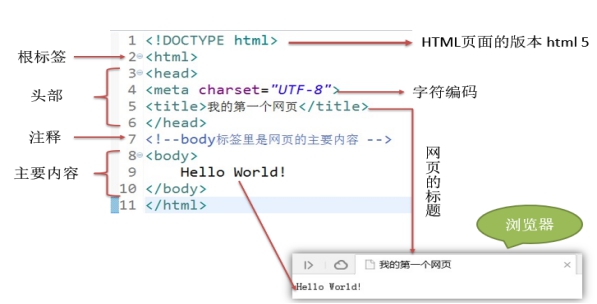 1 <!DOCTYPE html>
HTML页面的版本 html 5
根标签
2 <html>
头部
3 <head>
4 <meta charset="UTF-8">
字符编码
5 <title>我的第一个网页</title>
6 </head>
注释
7 <!--body标签里是网页的主要内容 -->
主要内容
8 <body>
9 Hello World!
10 </body>
11 </html>
网页的标题
浏览器
我的第一个网页 ×
Hello World!